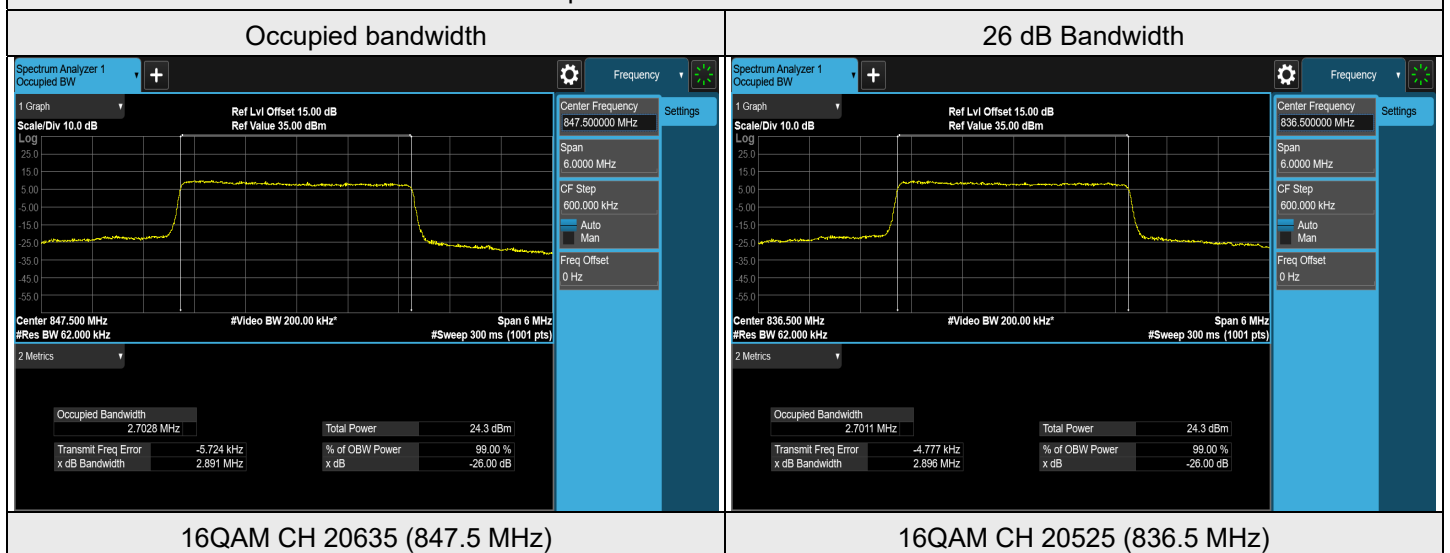 Occupied bandwidth
26 dB Bandwidth
Spectrum Analyzer 1
Occupied BW
+
Frequency
1 Graph
Ref Lvl Offset 15.00 dB
Scale/Div 10.0 dB
Ref Value 35.00 dBm
Log
25.0
15.0
5.00
-5.00
-15.0
-25.0
-35.0
-45.0
-55.0
Center 847.500 MHz
#Video BW 200.00 kHz*
Span 6 MHz
#Res BW 62.000 kHz
#Sweep 300 ms (1001 pts)
Center Frequency
847.500000 MHz
Settings
Span
6.0000 MHz
CF Step
600.000 kHz
Auto
Man
Freq Offset
0 Hz
2 Metrics
Occupied Bandwidth
2.7028 MHz
Total Power 24.3 dBm
Transmit Freq Error -5.724 kHz
% of OBW Power 99.00 %
x dB Bandwidth 2.891 MHz
x dB -26.00 dB
Spectrum Analyzer 1
Occupied BW
+
Frequency
1 Graph
Ref Lvl Offset 15.00 dB
Scale/Div 10.0 dB
Ref Value 35.00 dBm
Log
25.0
15.0
5.00
-5.00
-15.0
-25.0
-35.0
-45.0
-55.0
Center 836.500 MHz
#Video BW 200.00 kHz*
Span 6 MHz
#Res BW 62.000 kHz
#Sweep 300 ms (1001 pts)
Center Frequency
836.500000 MHz
Settings
Span
6.0000 MHz
CF Step
600.000 kHz
Auto
Man
Freq Offset
0 Hz
2 Metrics
Occupied Bandwidth
2.7011 MHz
Total Power 24.3 dBm
Transmit Freq Error -4.777 kHz
% of OBW Power 99.00 %
x dB Bandwidth 2.896 MHz
x dB -26.00 dB
16QAM CH 20635 (847.5 MHz)
16QAM CH 20525 (836.5 MHz)